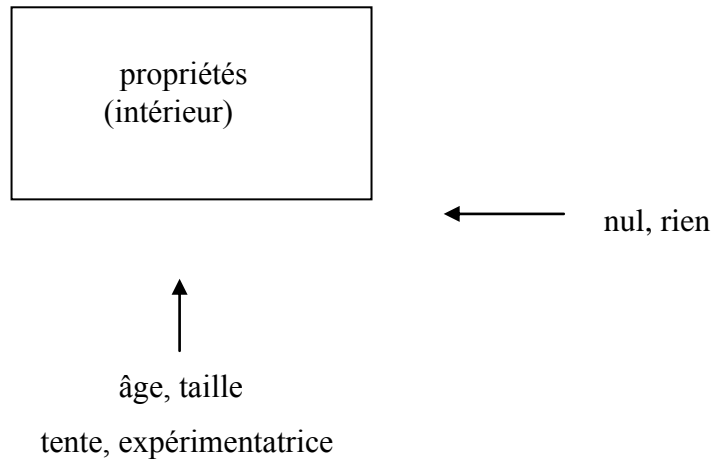 propriétés
(intérieur)
nul, rien
âge, taille
tente, expérimentatrice